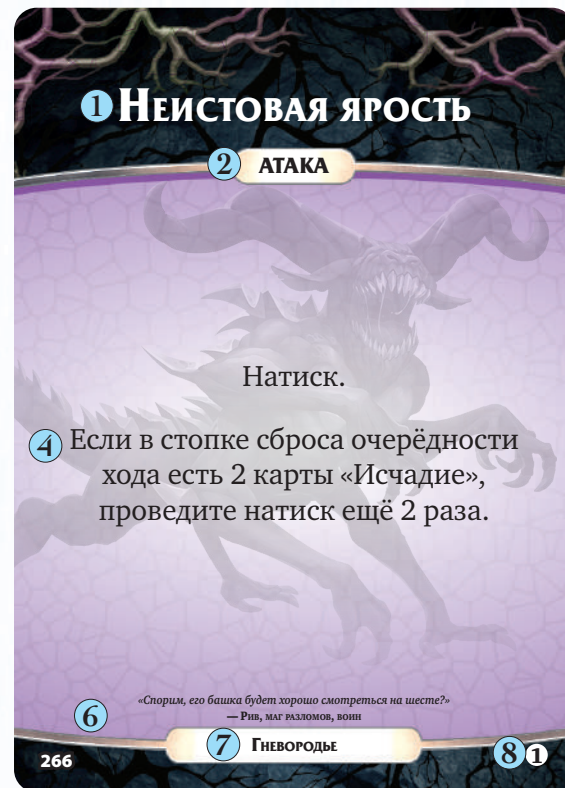 1 Неистовая ярость
2 АТАКА
Натиск.
4 Если в стопке сброса очерёдности
хода есть 2 карты «Исчадие»,
проведите натиск ещё 2 раза.
«Спорим, его башка будет хорошо смотреться на шесте?»
6
— Рив, маг разломов, воин
7 Гневородье
266
8 1